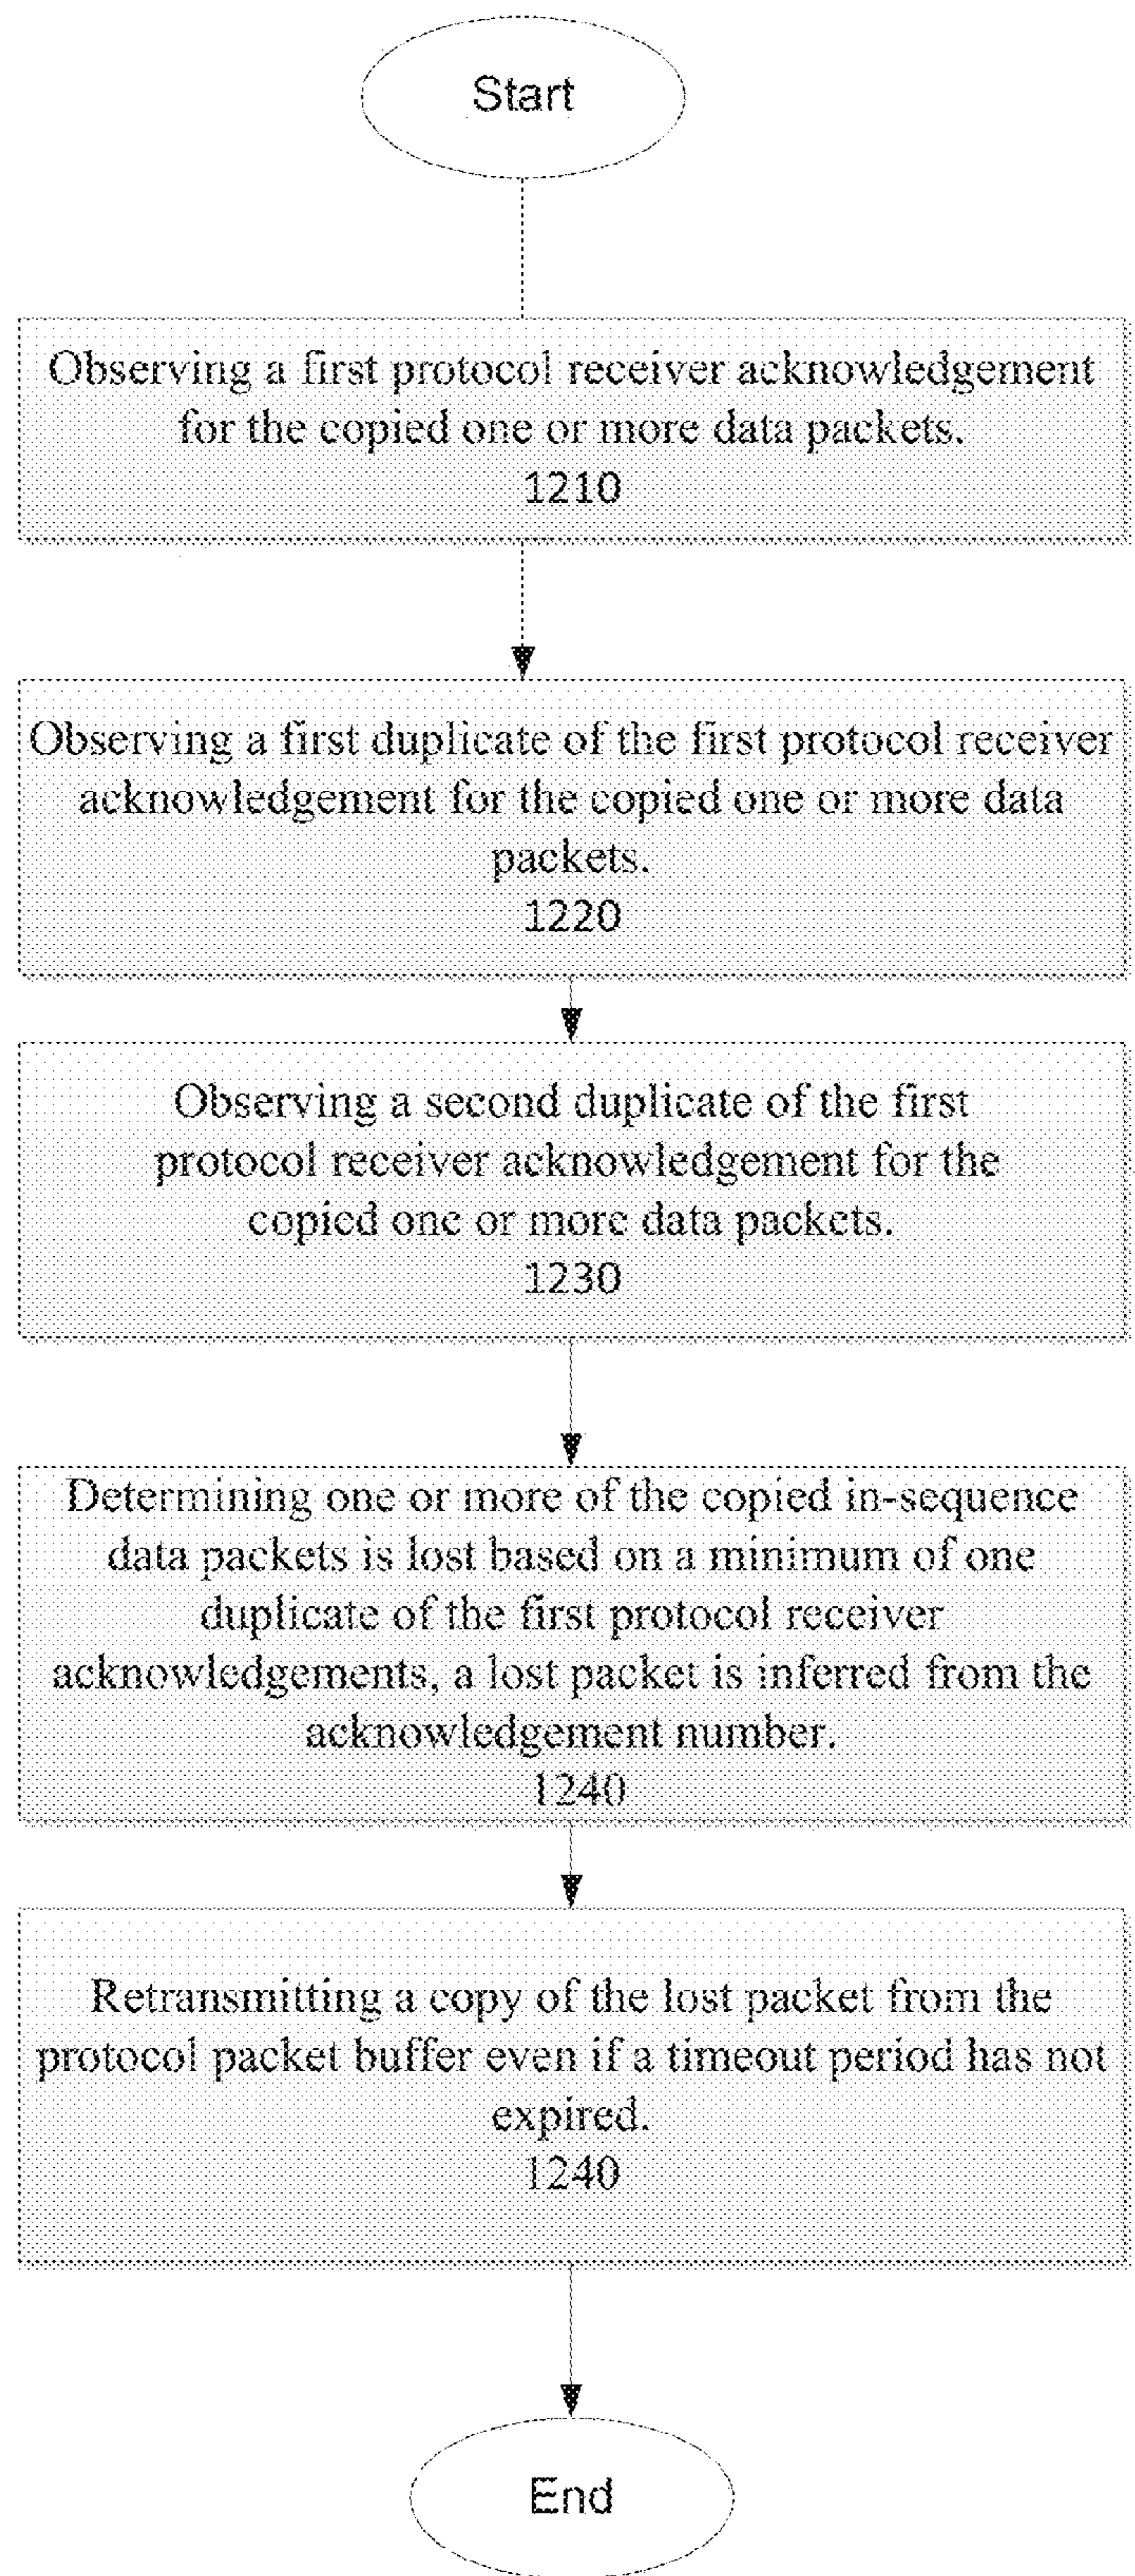 Start
Observing a first protocol receiver acknowledgement
for the copied one or more data packets.
1210
Observing a first duplicate of the first protocol receiver
acknowledgement for the copied one or more data
packets.
1220
Observing a second duplicate of the first
protocol receiver acknowledgement for the
copied one or more data packets.
1230
Determining one or more of the copied in-sequence
data packets is lost based on a minimum of one
duplicate of the first protocol receiver
acknowledgements, a lost packet is inferred from the
acknowledgement number.
1240
Retransmitting a copy of the lost packet from the
protocol packet buffer even if a timeout period has not
expired.
1240
End